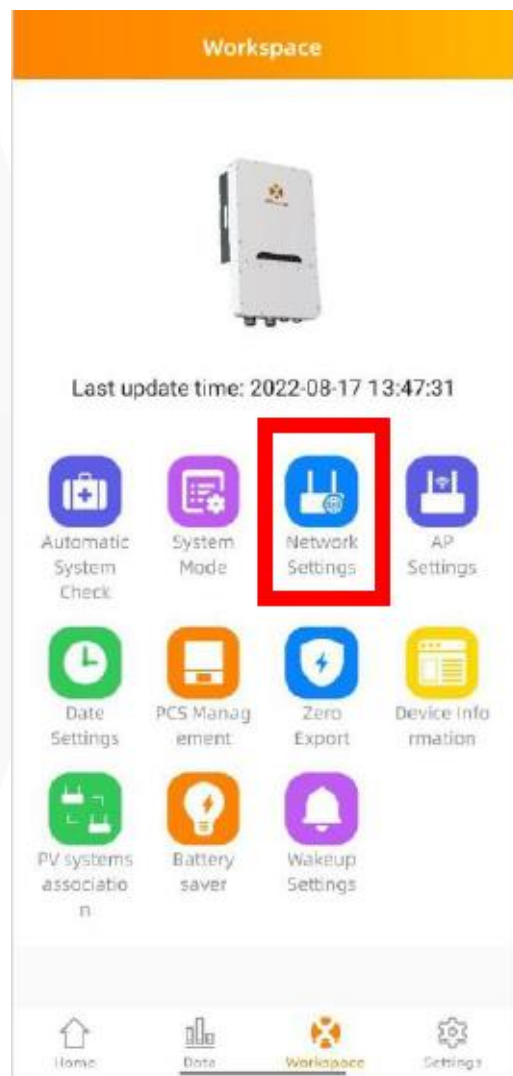 Workspace
Last update time: 2022-08-17 13:47:31
Automatic
System
Check
System
Mode
Network
Settings
AP
Settings
Date
Settings
PCS Manag
ement
Zero
Export
Device Info
rmation
PV systems
associatio
n
Battery
saver
Wakeup
Settings
Home
Data
Workspace
Settings